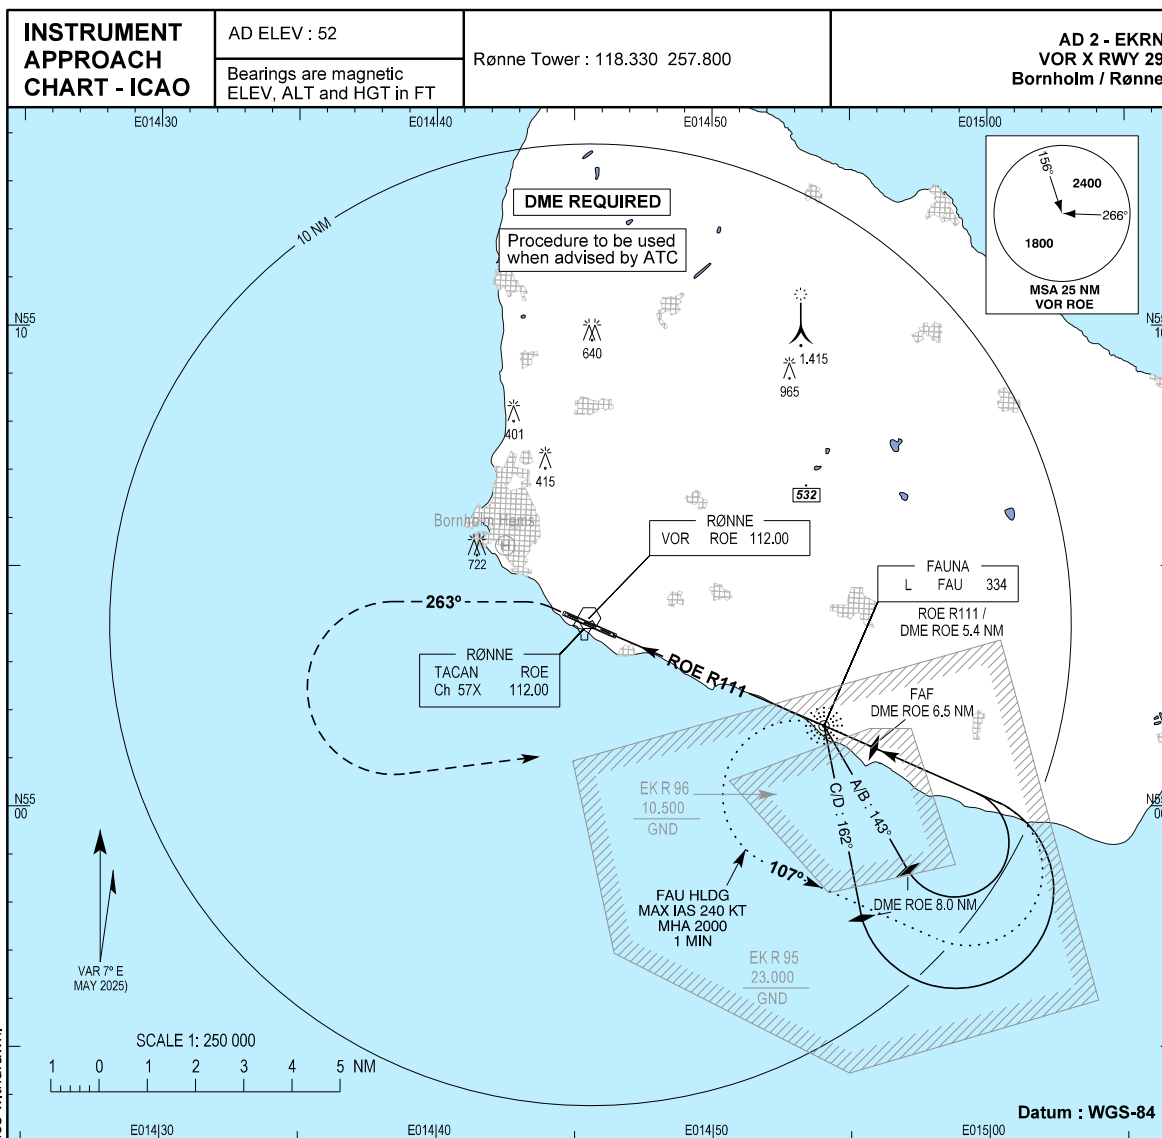 INSTRUMENT
APPROACH
CHART - ICAO
AD ELEV : 52
Bearings are magnetic
ELEV, ALT and HGT in FT
Rønne Tower : 118.330 257.800
AD 2 - EKRN
VOR X RWY 29
Bornholm / Rønne
E014|30
E014|40
E014|50
E015|00
156°
2400
266°
1800
MSA 25 NM
VOR ROE
DME REQUIRED
Procedure to be used
when advised by ATC
10 NM
N55
10
N55
640
1.415
965
401
415
532
Bornholm Hems
H
722
RØNNE
VOR ROE 112.00
FAUNA
L FAU 334
ROE R111 /
DME ROE 5.4 NM
263°
RØNNE
TACAN ROE
Ch 57X 112.00
ROE R111
FAF
DME ROE 6.5 NM
EK R 96
10.500
GND
C/D : 162°
A/B : 143°
N55
00
107°
FAU HLDG
MAX IAS 240 KT
MHA 2000
1 MIN
DME ROE 8.0 NM
EK R 95
23.000
GND
VAR 7° E
MAY 2025)
SCALE 1: 250 000
1 0 1 2 3 4 5 NM
Datum : WGS-84
E014|30
E014|40
E014|50
E015|00